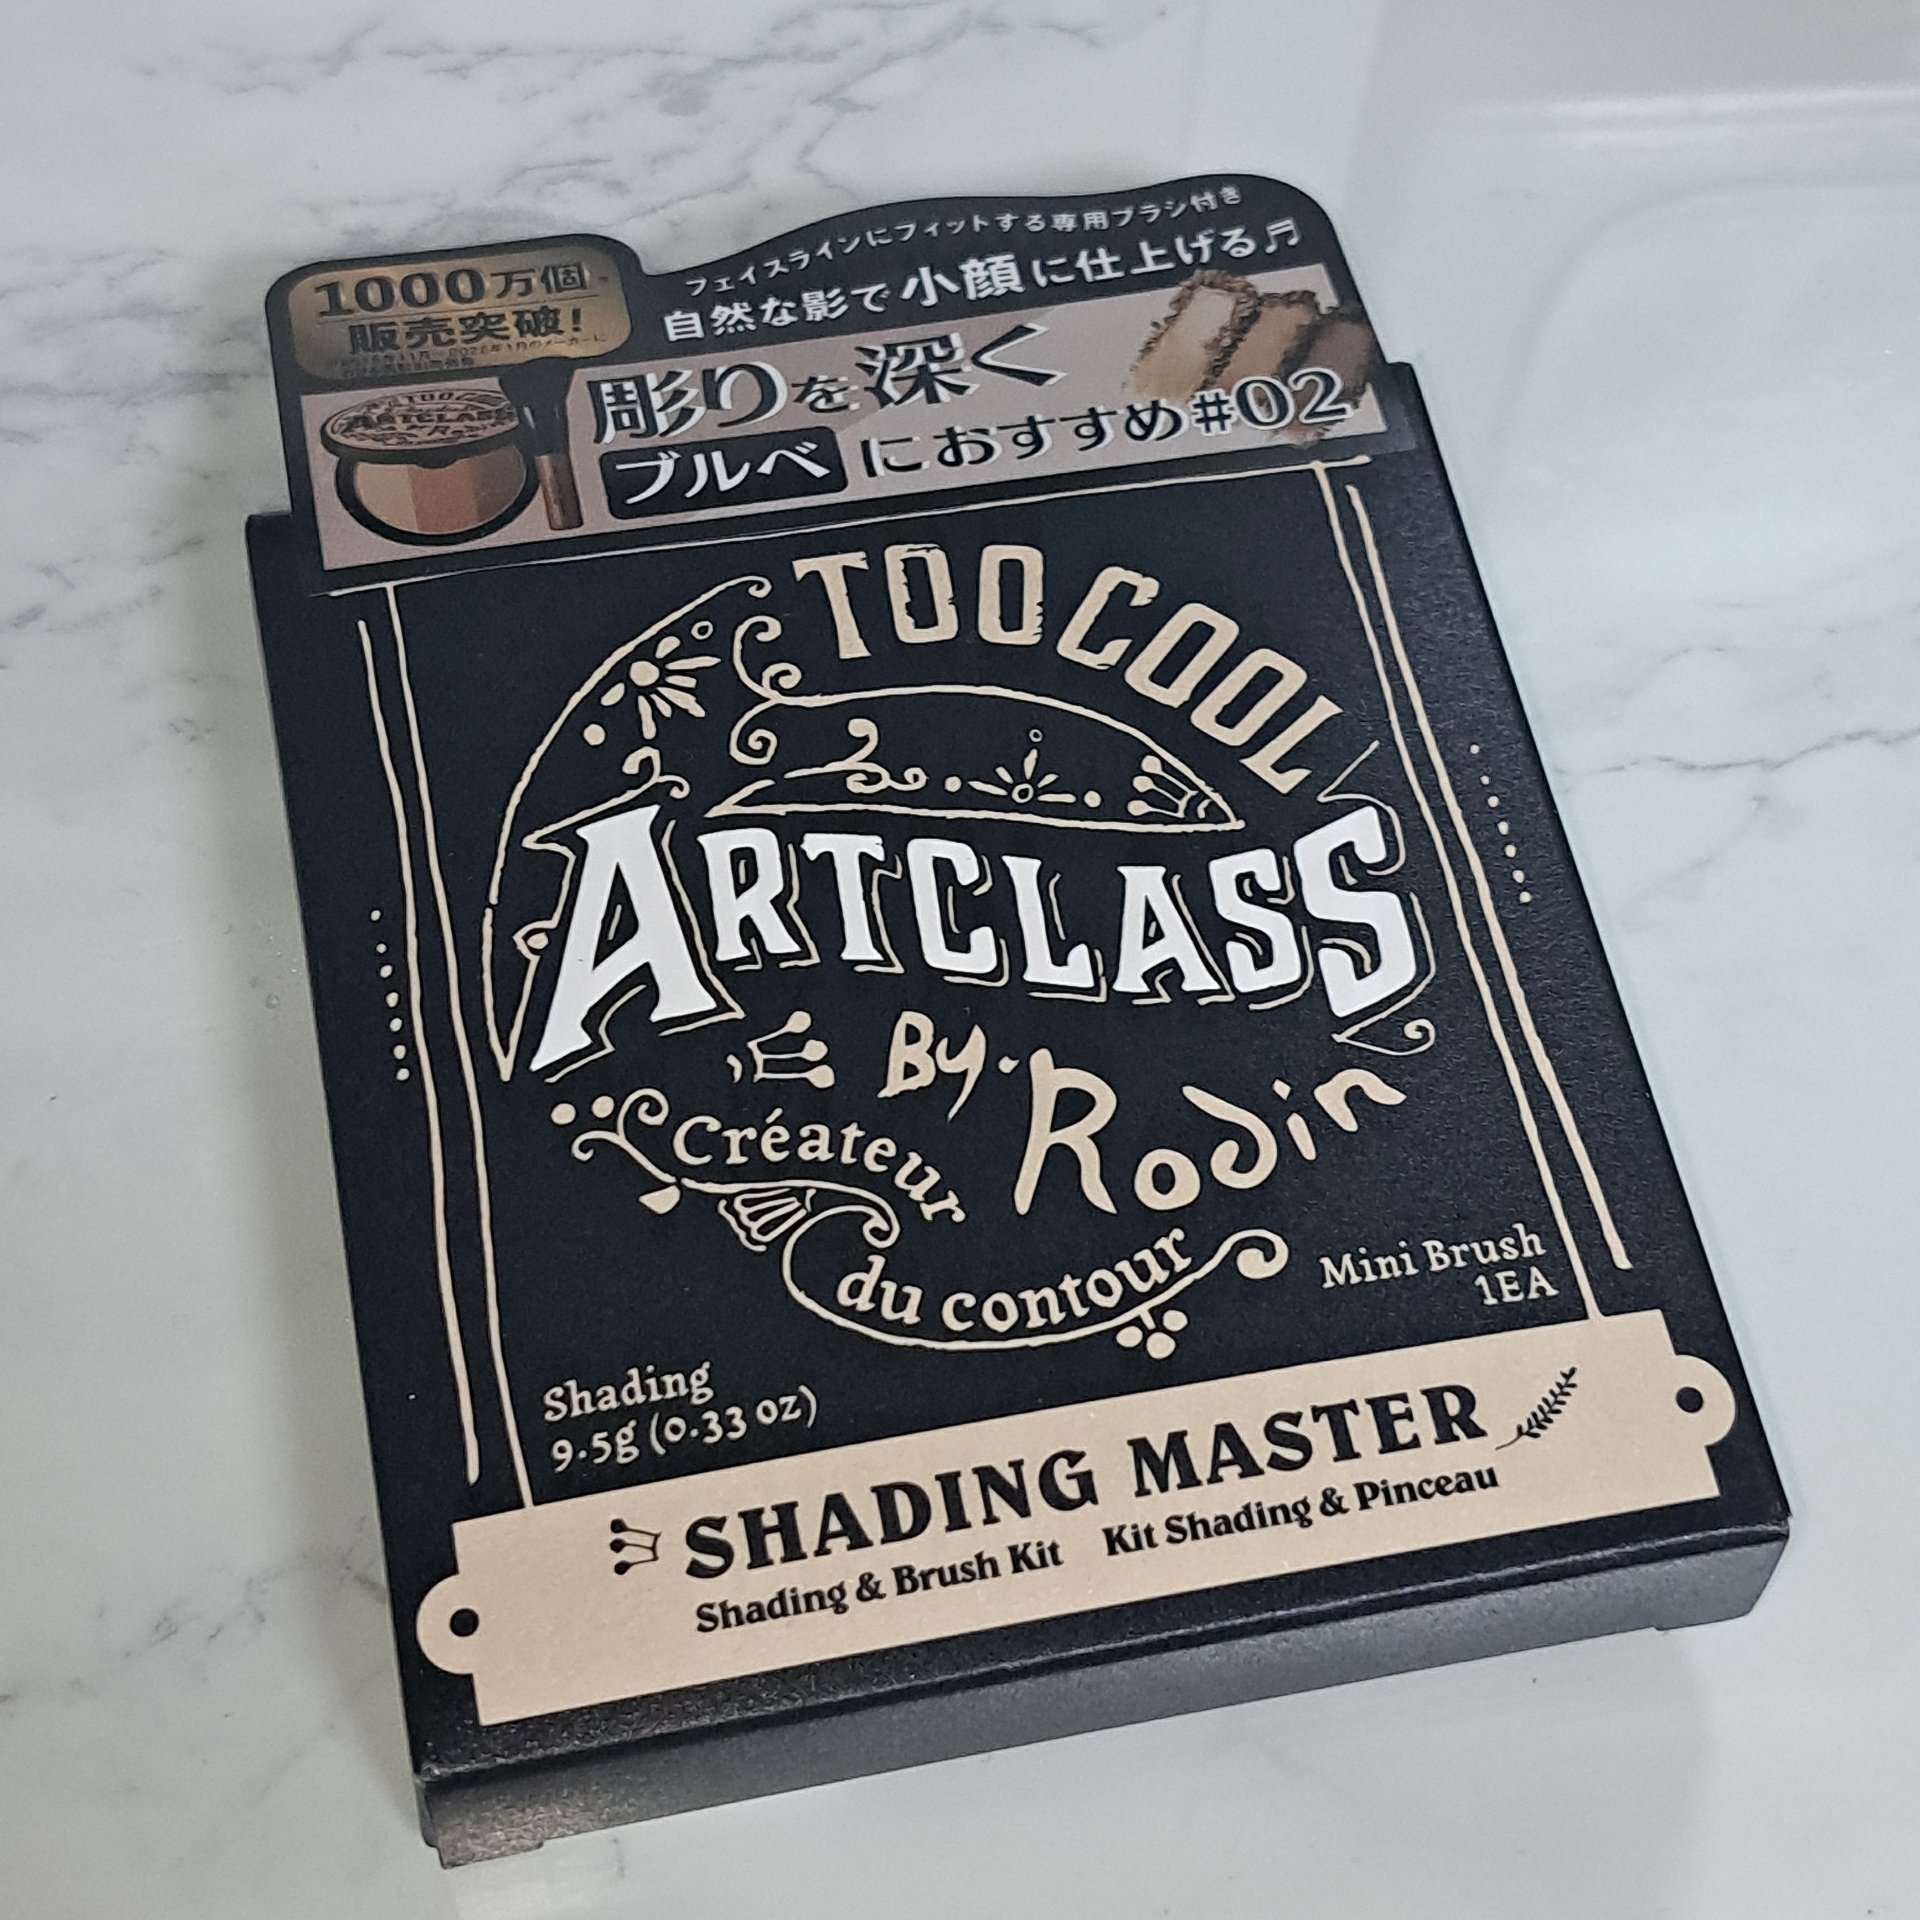 フェイスラインにフィットする専用ブラシ付き
自然な影で小顔に仕上げる♬
1000万個
販売突破!
彫りを深く
ブルベにおすすめ#02
TOO COOL
ARTCLASS
TOO COOL
ARTCLASS
By Rodin
Créateur
du contour
Mini Brush
1EA
Shading
9.5g (0.33 oz)
SHADING MASTER
Shading & Brush Kit Kit Shading & Pinceau